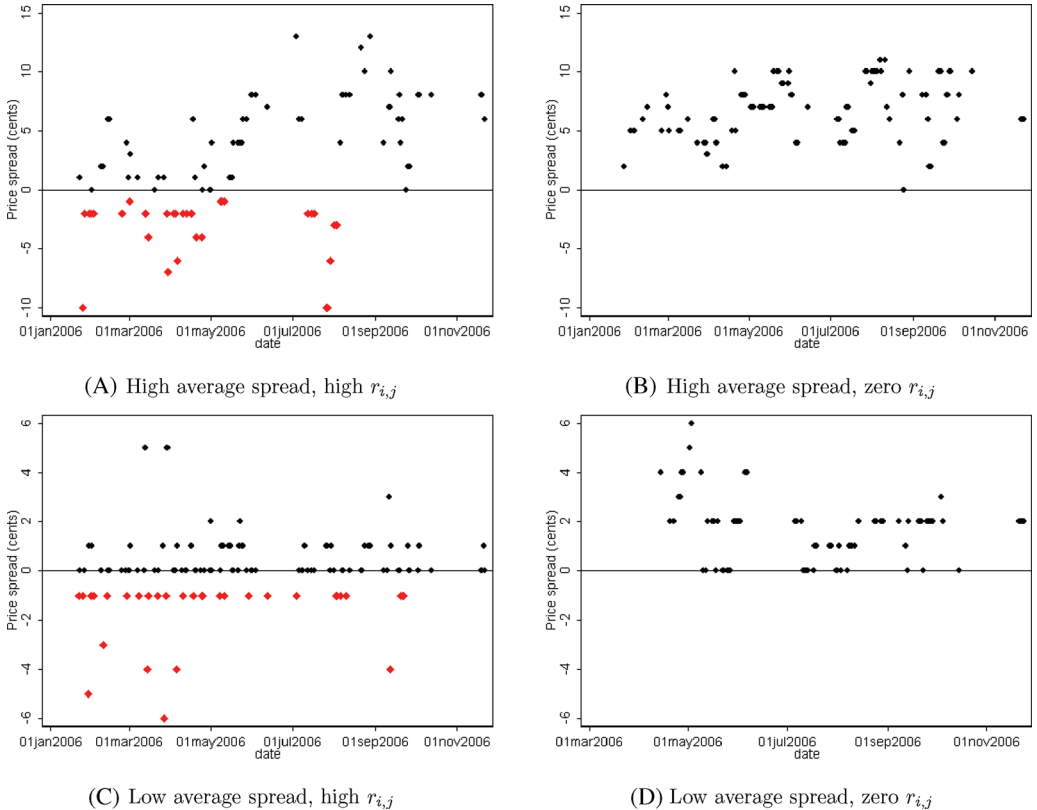 15
10
5
0
-5
-10
Price spread (cents)
01jan2006 01mar2006 01may2006 01jul2006 01sep2006 01nov2006
date
(A) High average spread, high r_{i,j}
15
10
5
0
-5
-10
Price spread (cents)
01jan2006 01mar2006 01may2006 01jul2006 01sep2006 01nov2006
date
(B) High average spread, zero r_{i,j}
6
4
2
0
-2
-4
-6
Price spread (cents)
01jan2006 01mar2006 01may2006 01jul2006 01sep2006 01nov2006
date
(C) Low average spread, high r_{i,j}
6
4
2
0
-2
-4
-6
Price spread (cents)
01mar2006 01may2006 01jul2006 01sep2006 01nov2006
date
(D) Low average spread, zero r_{i,j}